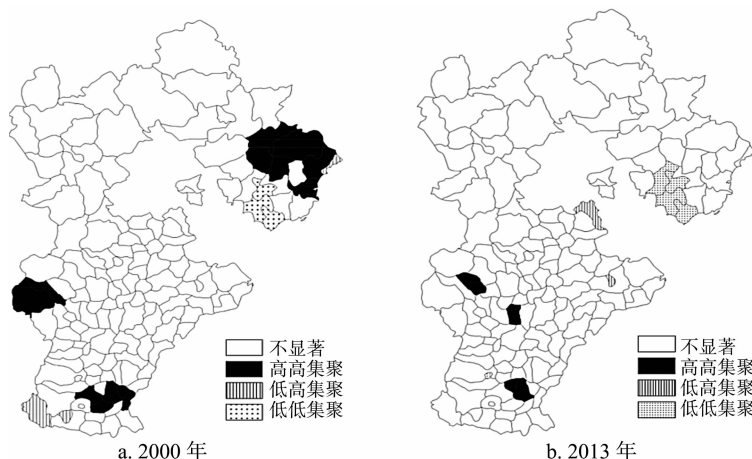 不显著
高高集聚
低高集聚
低低集聚
a. 2000 年
不显著
高高集聚
低高集聚
低低集聚
b. 2013 年